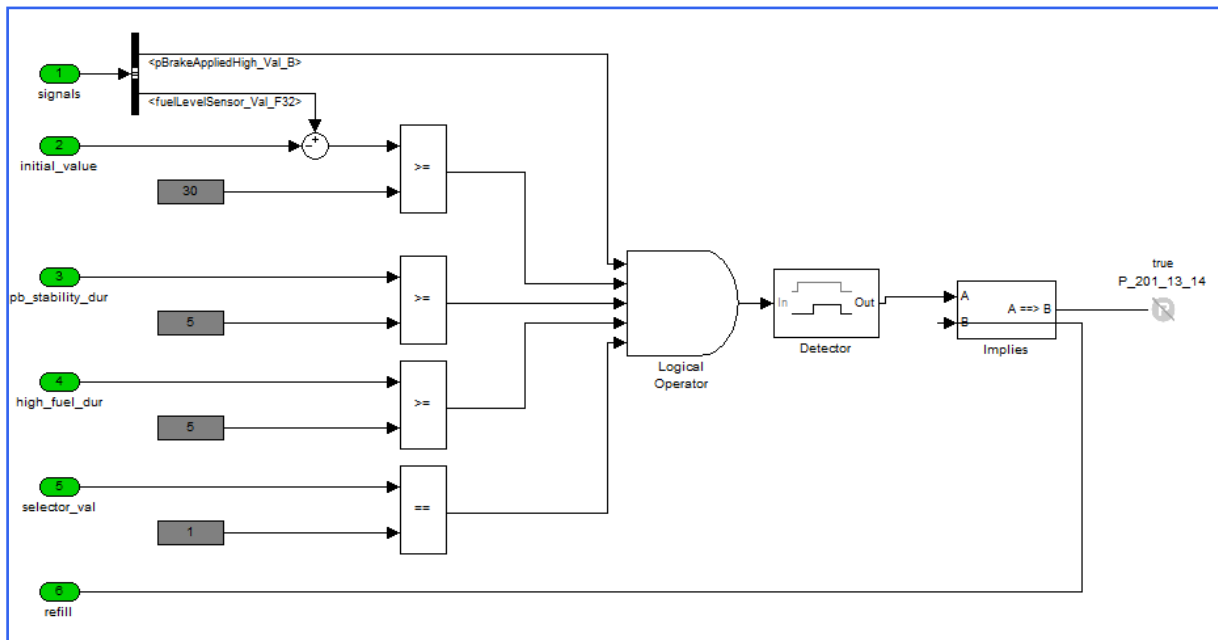 <pBrakeAppliedHigh_Val_B>
1
signals
<fuelLevelSensor_Val_F32>
+
−
2
initial_value
>=
30
3
pb_stability_dur
>=
5
4
high_fuel_dur
>=
5
5
selector_val
==
1
6
refill
Logical
Operator
In
Out
Detector
A
B
A ==> B
Implies
true
P_201_13_14